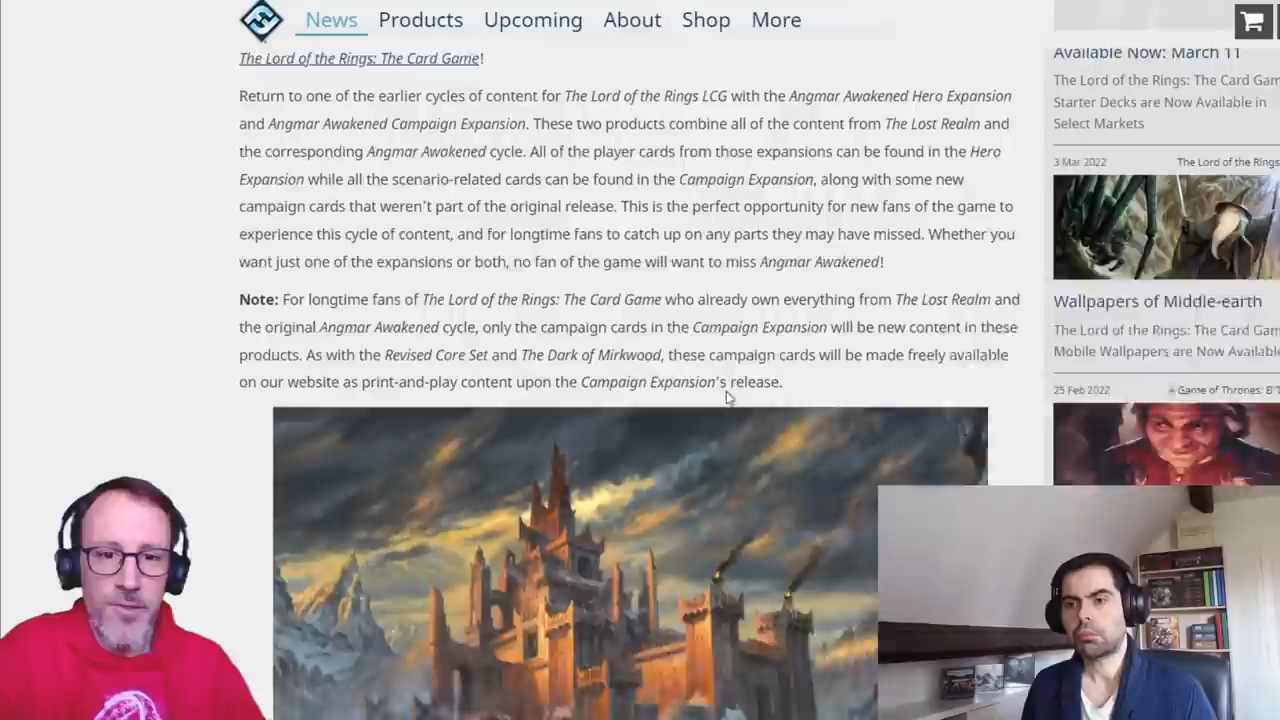 News Products Upcoming About Shop More
The Lord of the Rings: The Card Game!
Return to one of the earlier cycles of content for The Lord of the Rings LCG with the Angmar Awakened Hero Expansion
and Angmar Awakened Campaign Expansion. These two products combine all of the content from The Lost Realm and
the corresponding Angmar Awakened cycle. All of the player cards from those expansions can be found in the Hero
Expansion while all the scenario-related cards can be found in the Campaign Expansion, along with some new
campaign cards that weren't part of the original release. This is the perfect opportunity for new fans of the game to
experience this cycle of content, and for longtime fans to catch up on any parts they may have missed. Whether you
want just one of the expansions or both, no fan of the game will want to miss Angmar Awakened!
Note: For longtime fans of The Lord of the Rings: The Card Game who already own everything from The Lost Realm and
the original Angmar Awakened cycle, only the campaign cards in the Campaign Expansion will be new content in these
products. As with the Revised Core Set and The Dark of Mirkwood, these campaign cards will be made freely available
on our website as print-and-play content upon the Campaign Expansion's release.
Available Now: March 11
The Lord of the Rings: The Card Gam
Starter Decks are Now Available in
Select Markets
3 Mar 2022 The Lord of the Rings
Wallpapers of Middle-earth
The Lord of the Rings: The Card Gam
Mobile Wallpapers are Now Available
25 Feb 2022 A Game of Thrones: B